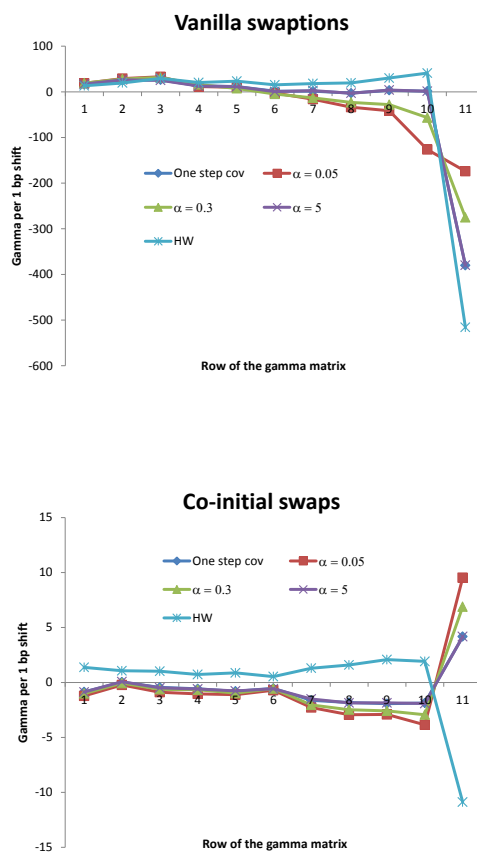 Vanilla swaptions
100
0
-100
-200
-300
-400
-500
-600
1 2 3 4 5 6 7 8 9 10 11
Gamma per 1 bp shift
One step cov
α = 0.05
α = 0.3
α = 5
HW
Row of the gamma matrix
Co-initial swaps
15
10
5
0
-5
-10
-15
1 2 3 4 5 6 7 8 9 10 11
Gamma per 1 bp shift
One step cov
α = 0.05
α = 0.3
α = 5
HW
Row of the gamma matrix